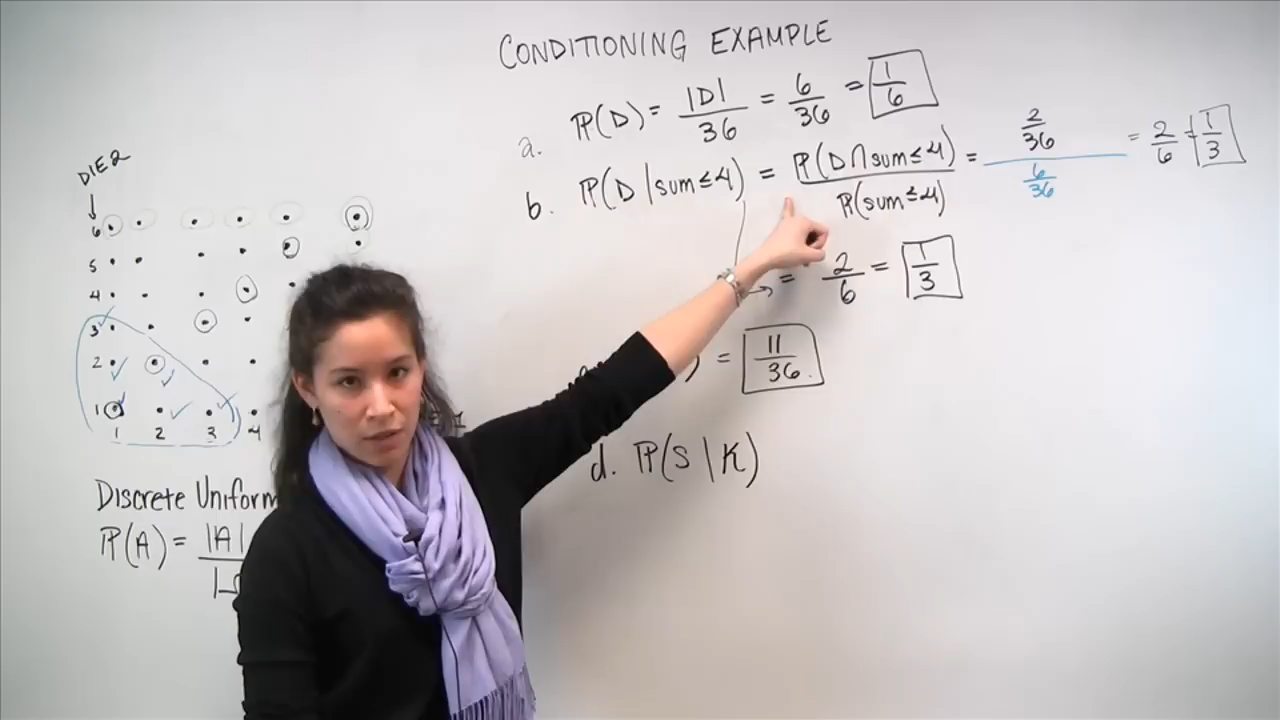 CONDITIONING EXAMPLE
a. P(D) = |D| / 36 = 6/36 = 1/6
b. P(D | sum ≤ 4) = P(D ∩ sum ≤ 4) / P(sum ≤ 4) = 2/36 / 6/36 = 2/6 = 1/3
= 2/6 = 1/3
) = 11/36
d. P(S | K)
DIE 2
6
5
4
3
2
1
1 2 3 4
Discrete Uniform
P(A) = |A|